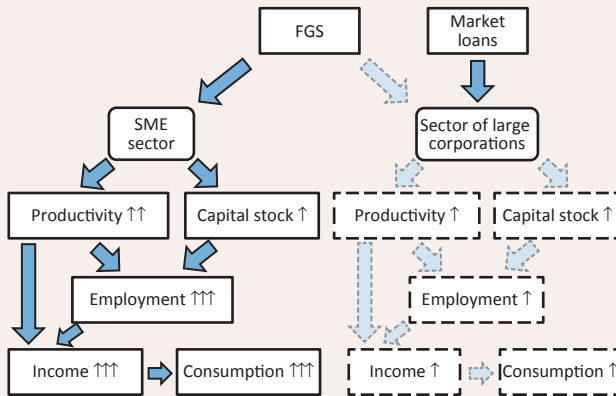 FGS
Market
loans
SME
sector
Sector of large
corporations
Productivity ↑↑
Capital stock ↑
Productivity ↑
Capital stock ↑
Employment ↑↑↑
Employment ↑
Income ↑↑↑
Consumption ↑↑↑
Income ↑
Consumption ↑